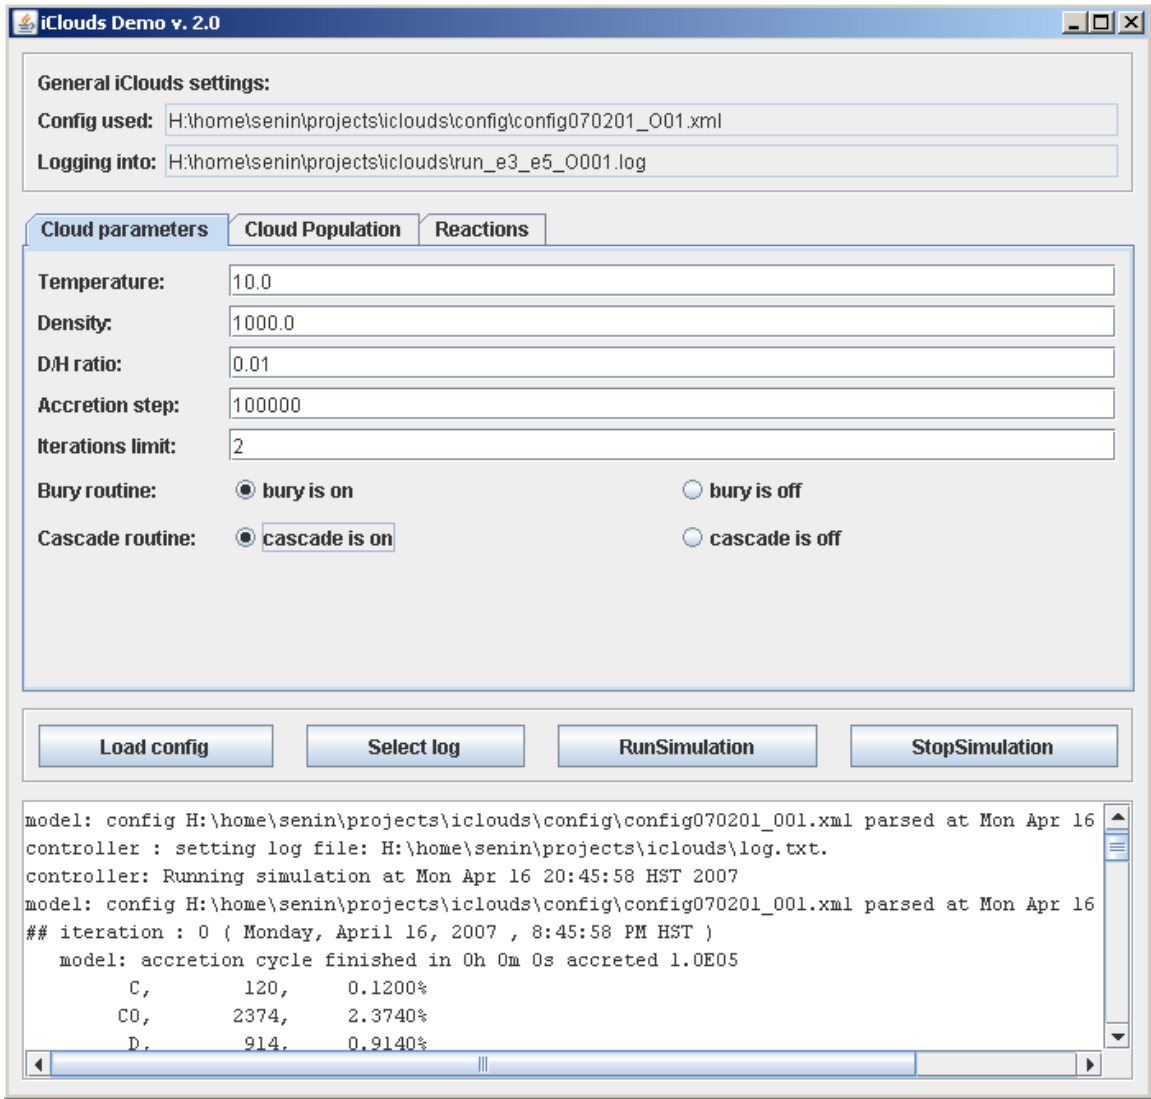 iClouds Demo v. 2.0
General iClouds settings:
Config used: H:\home\senin\projects\iclouds\config\config070201_O01.xml
Logging into: H:\home\senin\projects\iclouds\run_e3_e5_O001.log
Cloud parameters Cloud Population Reactions
Temperature: 10.0
Density: 1000.0
D/H ratio: 0.01
Accretion step: 100000
Iterations limit: 2
Bury routine: bury is on bury is off
Cascade routine: cascade is on cascade is off
Load config Select log RunSimulation StopSimulation
model: config H:\home\senin\projects\iclouds\config\config070201_O01.xml parsed at Mon Apr 16
controller : setting log file: H:\home\senin\projects\iclouds\log.txt.
controller: Running simulation at Mon Apr 16 20:45:58 HST 2007
model: config H:\home\senin\projects\iclouds\config\config070201_O01.xml parsed at Mon Apr 16
## iteration : 0 ( Monday, April 16, 2007 , 8:45:58 PM HST )
model: accretion cycle finished in 0h 0m 0s accreted 1.0E05
C, 120, 0.1200%
CO, 2374, 2.3740%
D, 914, 0.9140%